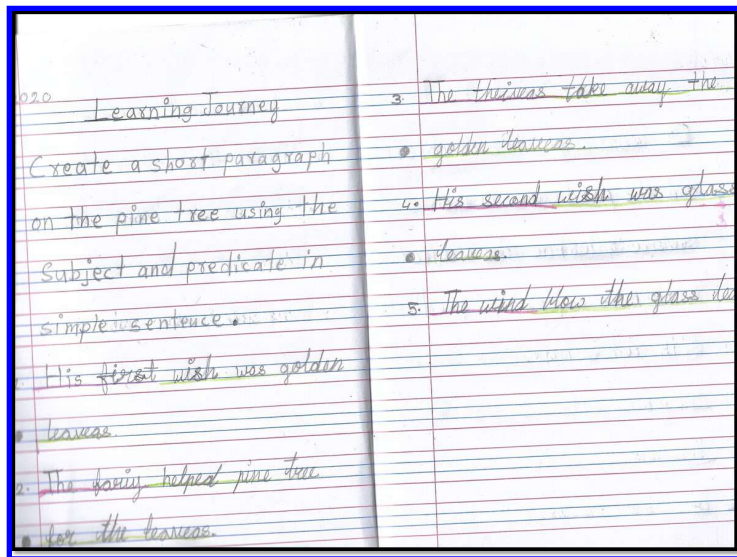 020
Learning Journey
Create a short paragraph
on the pine tree using the
Subject and predicate in
simple sentence.
1. His first wish was golden
leaveas.
2. The fariy helped pine tree
for the leaveas.
3. The theiveas take away the
golden leaveas.
4. His second wish was glass
leaveas.
5. The wind blow the glass lea